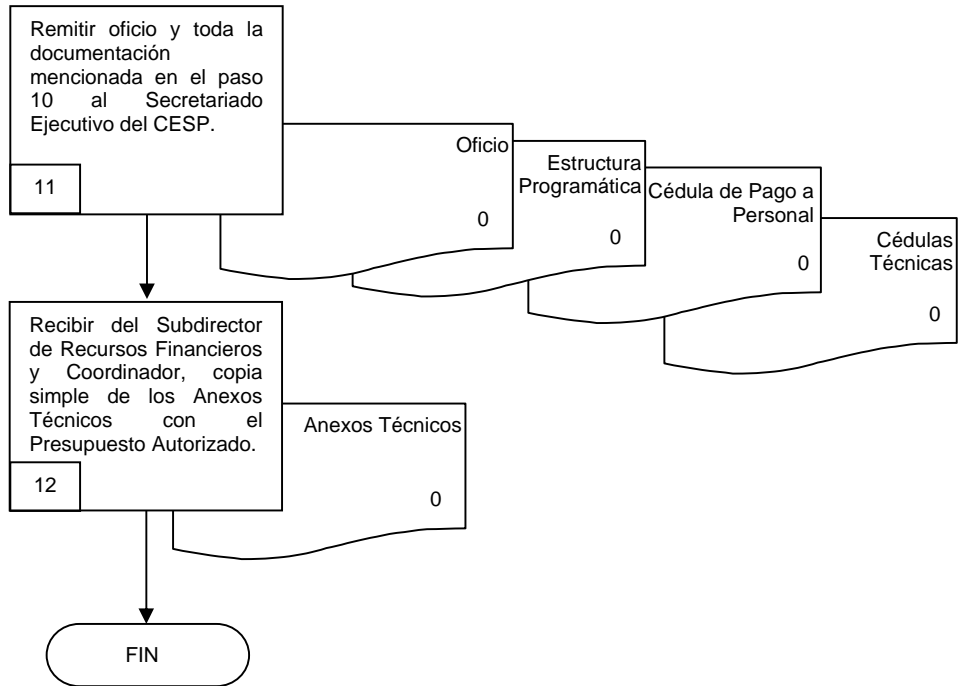 Remitir oficio y toda la
documentación
mencionada en el paso
10 al Secretariado
Ejecutivo del CESP.
11
Oficio
0
Estructura
Programática
0
Cédula de Pago a
Personal
0
Cédulas
Técnicas
0
Recibir del Subdirector
de Recursos Financieros
y Coordinador, copia
simple de los Anexos
Técnicos con el
Presupuesto Autorizado.
12
Anexos Técnicos
0
FIN